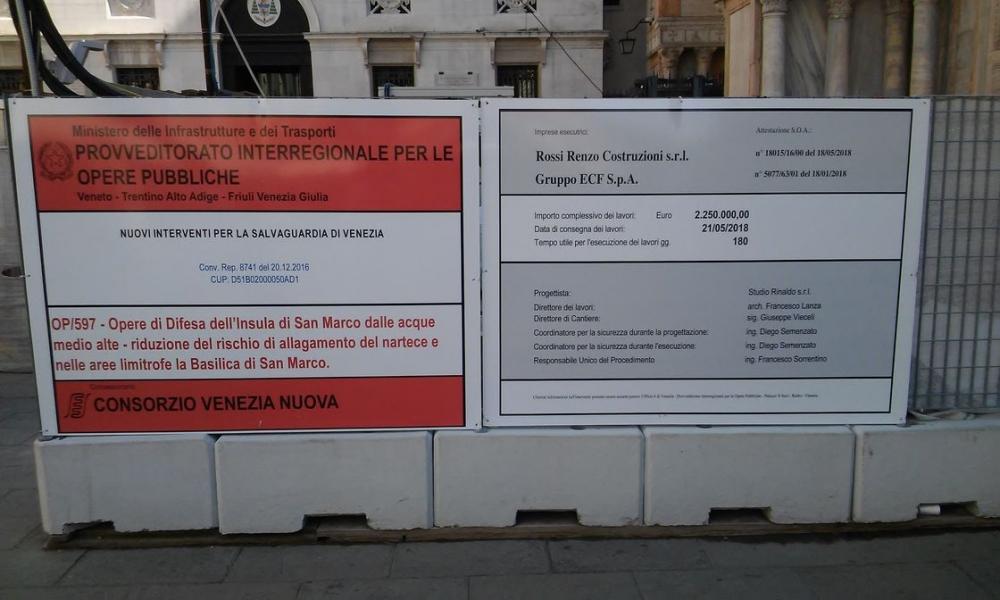 Ministero delle Infrastrutture e dei Trasporti
PROVVEDITORATO INTERREGIONALE PER LE
OPERE PUBBLICHE
Veneto - Trentino Alto Adige - Friuli Venezia Giulia
NUOVI INTERVENTI PER LA SALVAGUARDIA DI VENEZIA
Conv. Rep. 8741 del 20.12.2016
CUP: D51B02000050AD1
OP/597 - Opere di Difesa dell'Insula di San Marco dalle acque
medio alte - riduzione del rischio di allagamento del nartece e
nelle aree limitrofe la Basilica di San Marco.
Concessionario:
CONSORZIO VENEZIA NUOVA
Imprese esecutrici: Attestazione S.O.A.:
Rossi Renzo Costruzioni s.r.l. n° 18015/16/00 del 18/05/2018
Gruppo ECF S.p.A. n° 5077/63/01 del 18/01/2018
Importo complessivo dei lavori: Euro 2.250.000,00
Data di consegna dei lavori: 21/05/2018
Tempo utile per l'esecuzione dei lavori gg. 180
Progettista: Studio Rinaldo s.r.l.
Direttore dei lavori: arch. Francesco Lanza
Direttore di Cantiere: sig. Giuseppe Vieceli
Coordinatore per la sicurezza durante la progettazione: ing. Diego Semenzato
Coordinatore per la sicurezza durante l'esecuzione: ing. Diego Semenzato
Responsabile Unico del Procedimento ing. Francesco Sorrentino